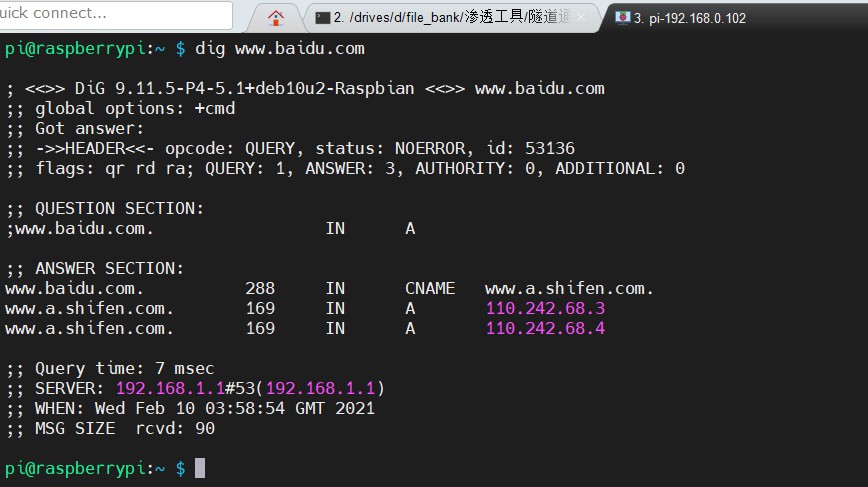 uick connect...
2. /drives/d/file_bank/渗透工具/隧道通
3. pi-192.168.0.102
pi@raspberrypi:~ $ dig www.baidu.com
; <<>> DiG 9.11.5-P4-5.1+deb10u2-Raspbian <<>> www.baidu.com
;; global options: +cmd
;; Got answer:
;; ->>HEADER<<- opcode: QUERY, status: NOERROR, id: 53136
;; flags: qr rd ra; QUERY: 1, ANSWER: 3, AUTHORITY: 0, ADDITIONAL: 0
;; QUESTION SECTION:
;www.baidu.com. IN A
;; ANSWER SECTION:
www.baidu.com. 288 IN CNAME www.a.shifen.com.
www.a.shifen.com. 169 IN A 110.242.68.3
www.a.shifen.com. 169 IN A 110.242.68.4
;; Query time: 7 msec
;; SERVER: 192.168.1.1#53(192.168.1.1)
;; WHEN: Wed Feb 10 03:58:54 GMT 2021
;; MSG SIZE rcvd: 90
pi@raspberrypi:~ $